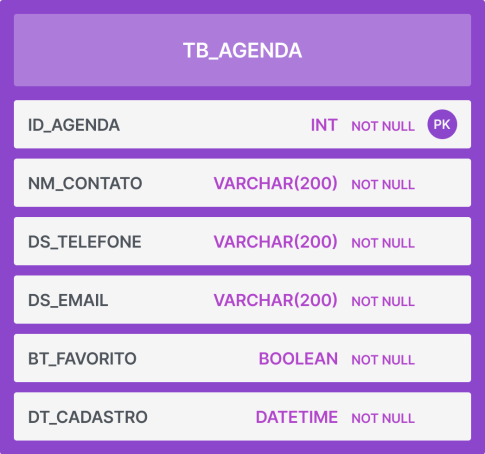 TB_AGENDA
ID_AGENDA INT NOT NULL PK
NM_CONTATO VARCHAR(200) NOT NULL
DS_TELEFONE VARCHAR(200) NOT NULL
DS_EMAIL VARCHAR(200) NOT NULL
BT_FAVORITO BOOLEAN NOT NULL
DT_CADASTRO DATETIME NOT NULL